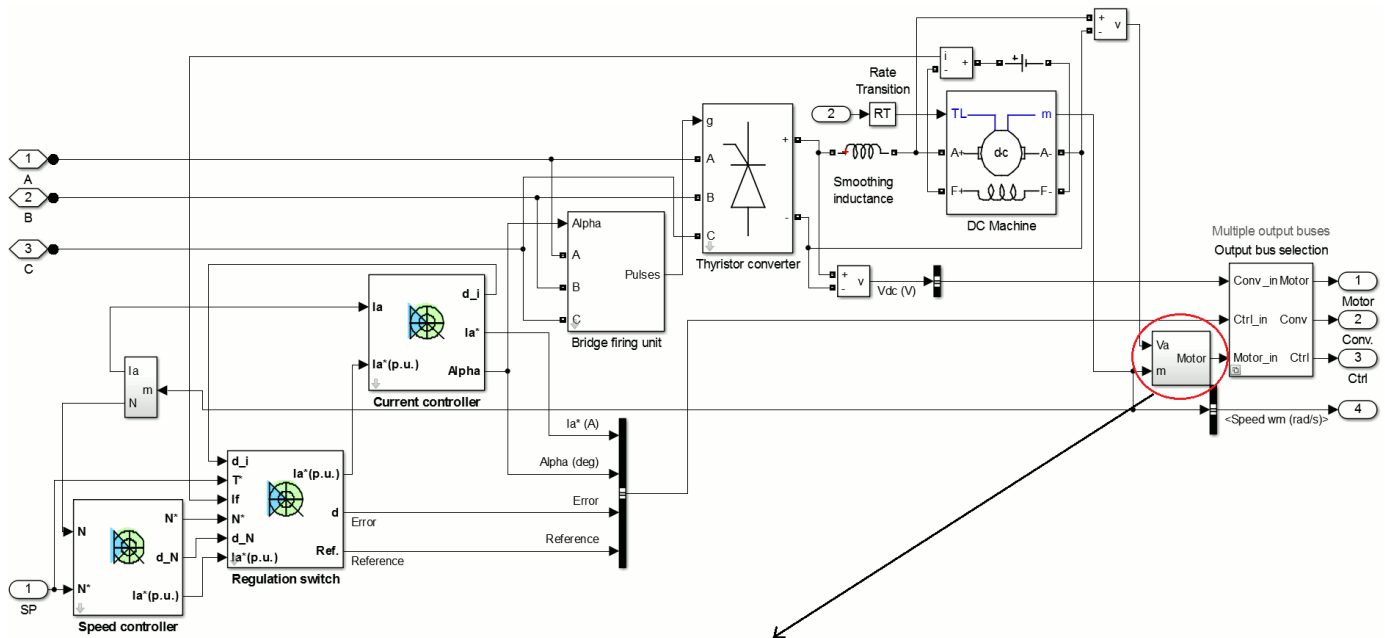 +
-
v
i
+
-
+
Rate
Transition
2
RT
TL
m
dc
A+
A-
F+
F-
DC Machine
g
A
B
C
+
-
Thyristor converter
Smoothing
inductance
1
A
2
B
3
C
Alpha
A
B
C
Pulses
Bridge firing unit
+
-
v
Vdc (V)
Multiple output buses
Output bus selection
Conv_in Motor
Ctrl_in Conv
Motor_in Ctrl
1
Motor
2
Conv.
3
Ctrl
4
Va
m
Motor
<Speed wm (rad/s)>
Ia
Ia*(p.u.)
d_i
Ia*
Alpha
Current controller
Ia
N
m
Ia* (A)
Alpha (deg)
Error
Reference
d_i
T*
If
N*
d_N
Ia*(p.u.)
Ia*(p.u.)
d
Ref.
Error
Reference
Regulation switch
N
N*
N*
d_N
Ia*(p.u.)
Speed controller
1
SP